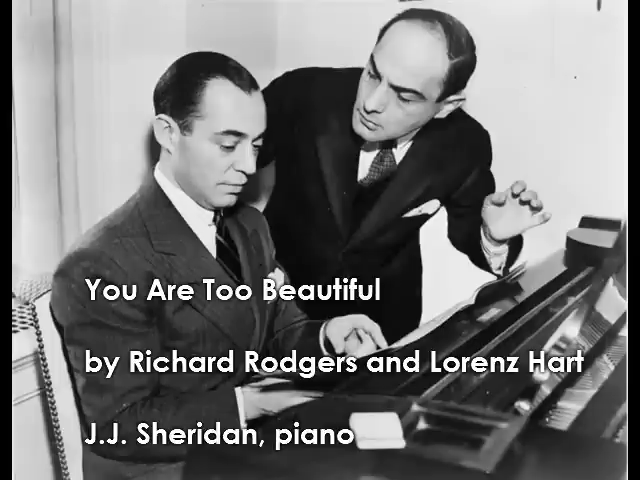 You Are Too Beautiful
by Richard Rodgers and Lorenz Hart
J.J. Sheridan, piano